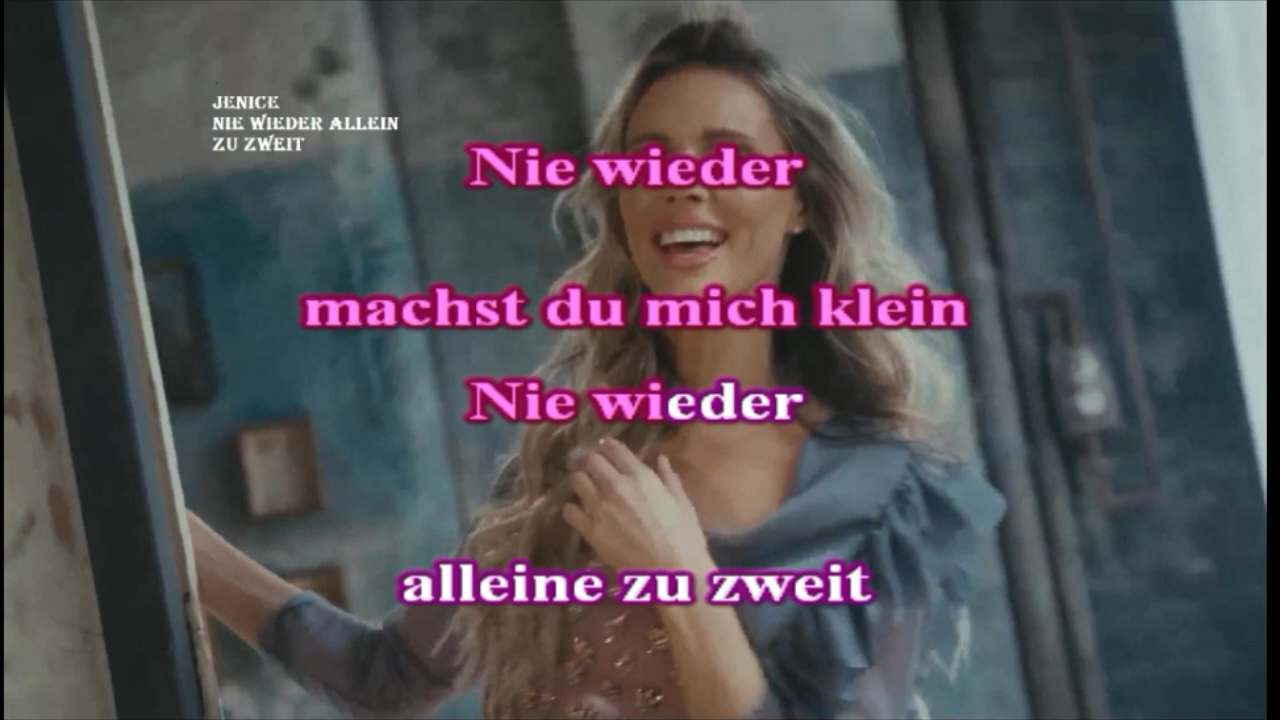 JENICE
NIE WIEDER ALLEIN
ZU ZWEIT
Nie wieder
machst du mich klein
Nie wieder
alleine zu zweit